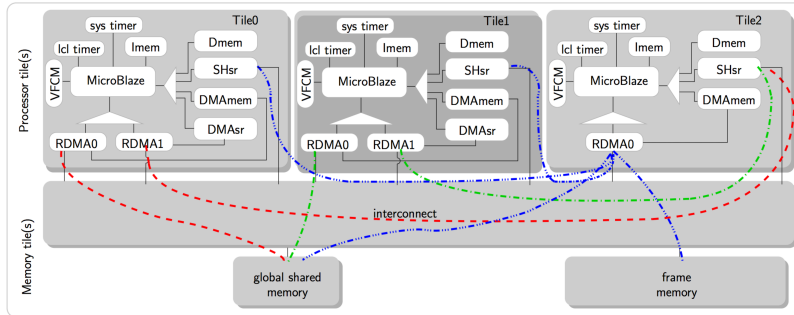 Processor tile(s)
Memory tile(s)
Tile0
sys timer
lcl timer
Imem
VFCM
MicroBlaze
Dmem
SHsr
DMAmem
DMAsr
RDMA0
RDMA1
Tile1
sys timer
lcl timer
Imem
VFCM
MicroBlaze
Dmem
SHsr
DMAmem
DMAsr
RDMA0
RDMA1
Tile2
sys timer
lcl timer
Imem
VFCM
MicroBlaze
Dmem
SHsr
DMAmem
RDMA0
interconnect
global shared
memory
frame
memory